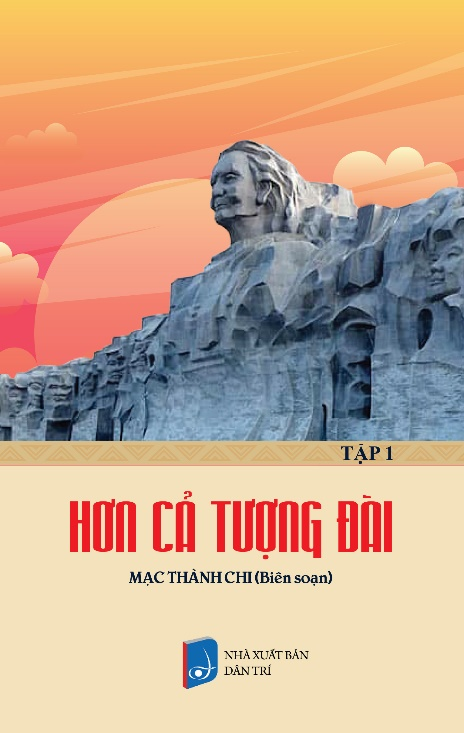 TẬP 1
HƠN CẢ TƯỢNG ĐÀI
MẠC THÀNH CHI (Biên soạn)
NHÀ XUẤT BẢN
DÂN TRÍ